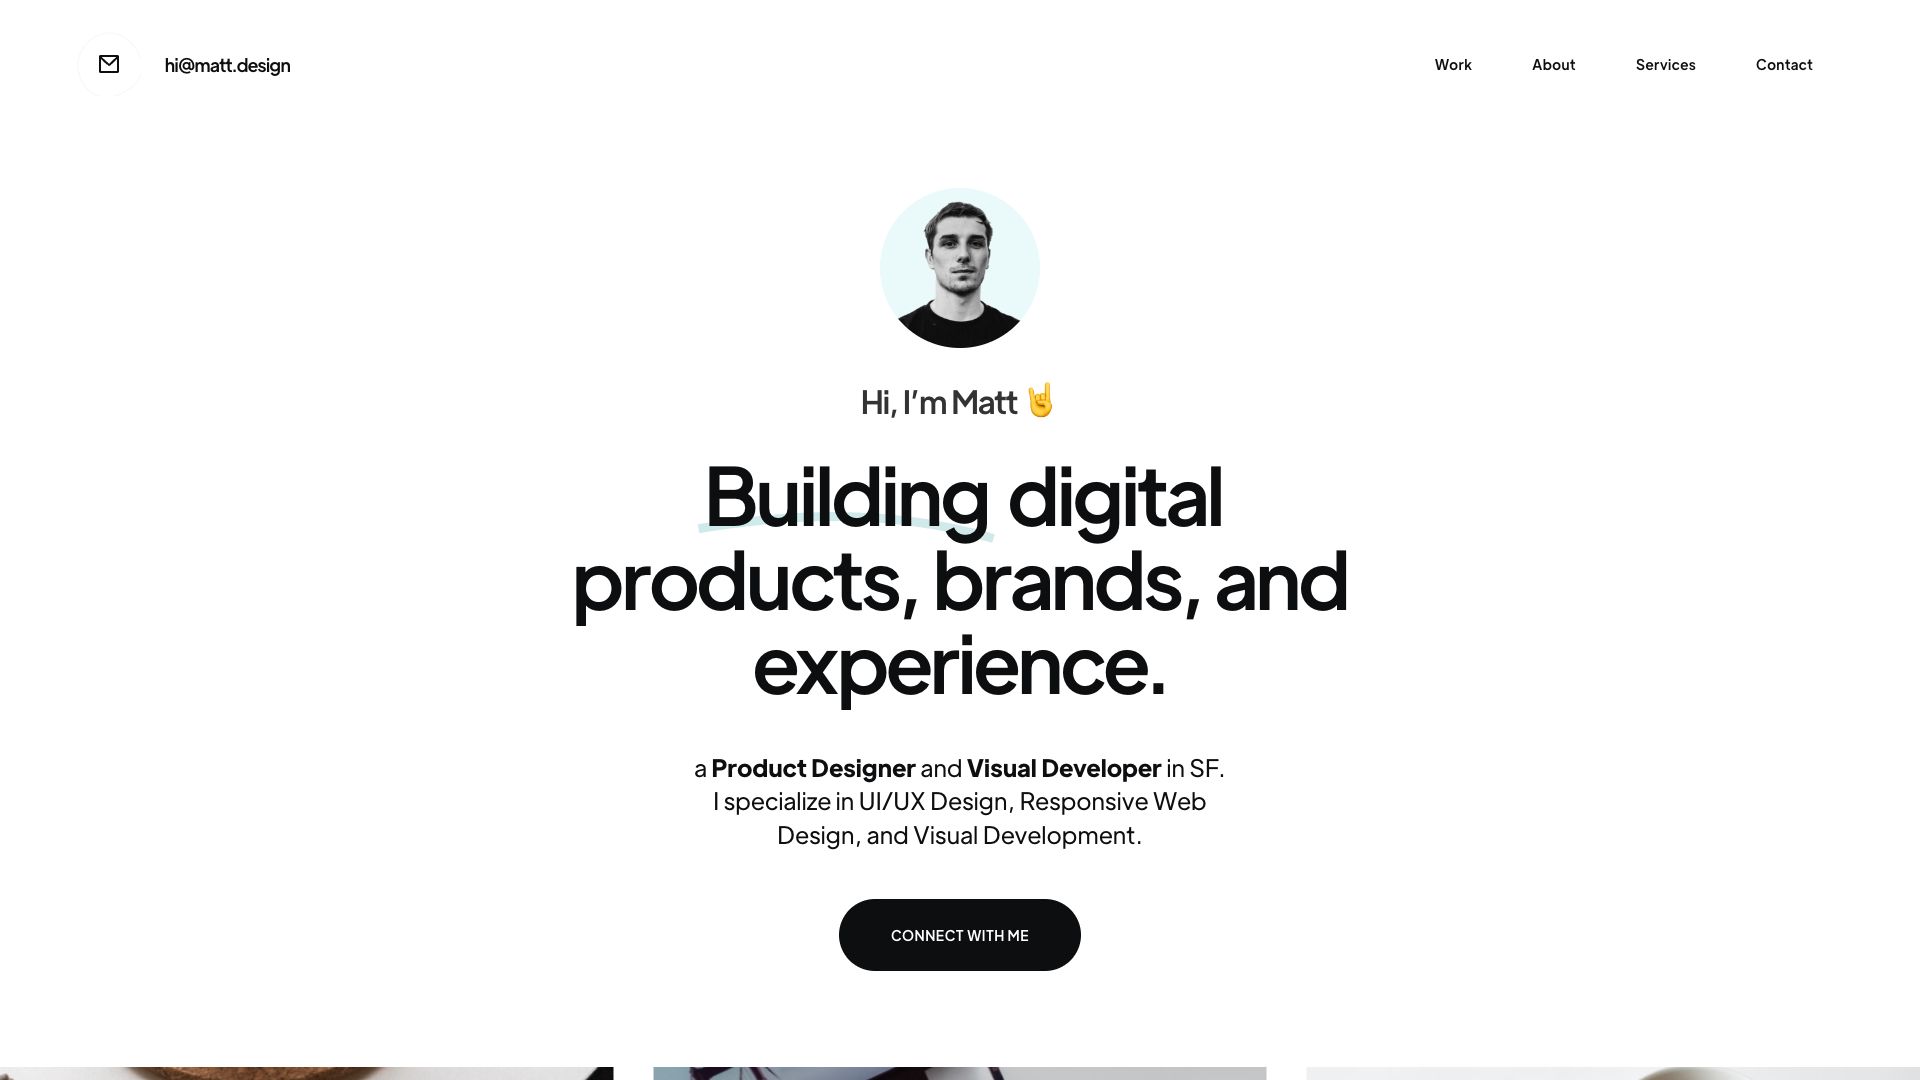 hi@matt.design
Work
About
Services
Contact
Hi, I’m Matt 🤘
Building digital
products, brands, and
experience.
a Product Designer and Visual Developer in SF.
I specialize in UI/UX Design, Responsive Web
Design, and Visual Development.
CONNECT WITH ME